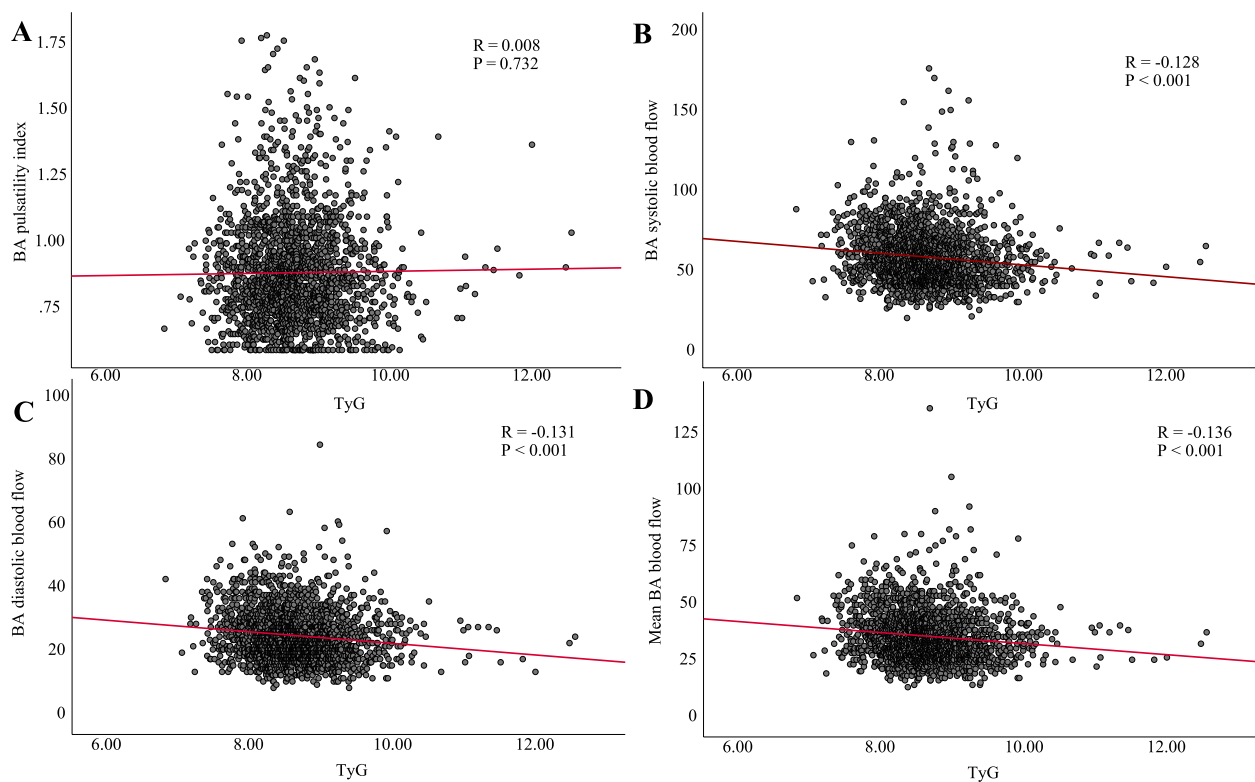 A
R = 0.008
P = 0.732
BA pulsatility index
1.75
1.50
1.25
1.00
.75
6.00 8.00 10.00 12.00
TyG
B
R = -0.128
P < 0.001
BA systolic blood flow
200
150
100
50
0
6.00 8.00 10.00 12.00
TyG
C
R = -0.131
P < 0.001
BA diastolic blood flow
100
80
60
40
20
0
6.00 8.00 10.00 12.00
TyG
D
R = -0.136
P < 0.001
Mean BA blood flow
125
100
75
50
25
0
6.00 8.00 10.00 12.00
TyG